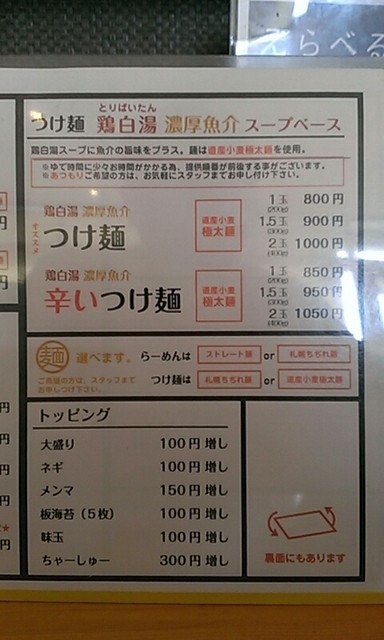 えらべる
とりぱいたん
つけ麺 鶏白湯 濃厚魚介 スープベース
鶏白湯スープに魚介の旨味をプラス。麺は道産小麦極太麺を使用。
※ゆで時間に少々お時間がかかる為、提供順番が前後する事がございます。
※あつもりご希望の方は、お気軽にスタッフまでお申し付け下さい。
オススメ
鶏白湯 濃厚魚介
つけ麺
道産小麦
極太麺
1玉(200g) 800円
1.5玉(300g) 900円
2玉(400g) 1000円
鶏白湯 濃厚魚介
辛いつけ麺
道産小麦
極太麺
1玉(200g) 850円
1.5玉(300g) 950円
2玉(400g) 1050円
麺 選べます。
ご希望の方は、スタッフまで
お申し付け下さい。
らーめんは ストレート麺 or 札幌ちぢれ麺
つけ麺は 札幌ちぢれ麺 or 道産小麦極太麺
トッピング
大盛り 100円増し
ネギ 100円増し
メンマ 150円増し
板海苔（5枚） 100円増し
味玉 100円増し
ちゃーしゅー 300円増し
裏面にもあります
円
円
円
円
円
円